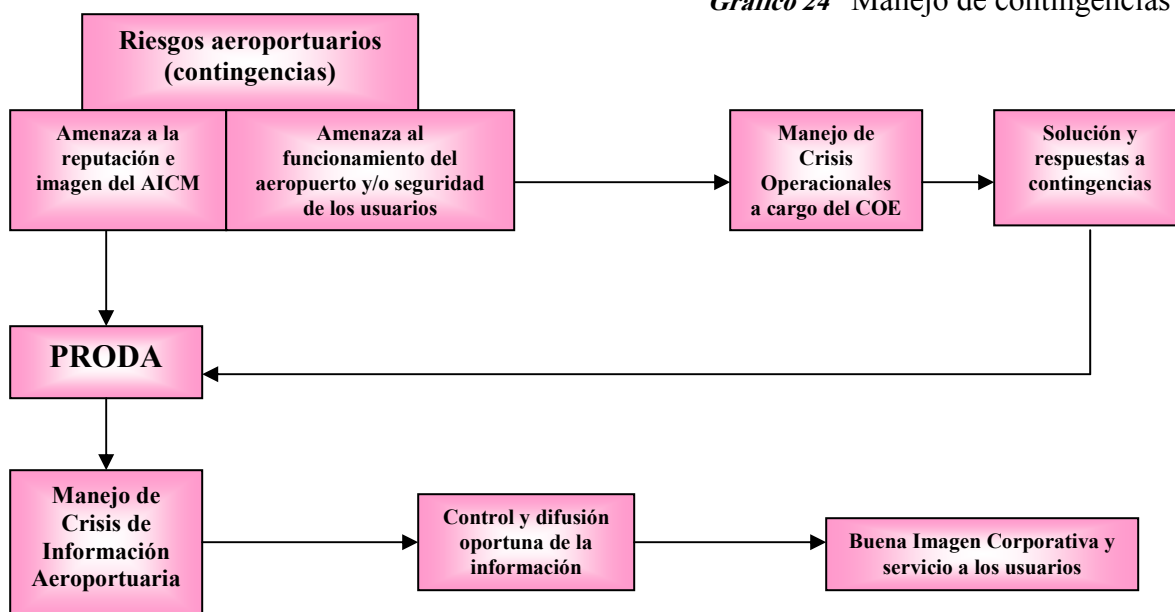 Gráfico 24 Manejo de contingencias
Riesgos aeroportuarios
(contingencias)
Amenaza a la
reputación e
imagen del AICM
Amenaza al
funcionamiento del
aeropuerto y/o seguridad
de los usuarios
Manejo de
Crisis
Operacionales
a cargo del COE
Solución y
respuestas a
contingencias
PRODA
Manejo de
Crisis de
Información
Aeroportuaria
Control y difusión
oportuna de la
información
Buena Imagen Corporativa y
servicio a los usuarios